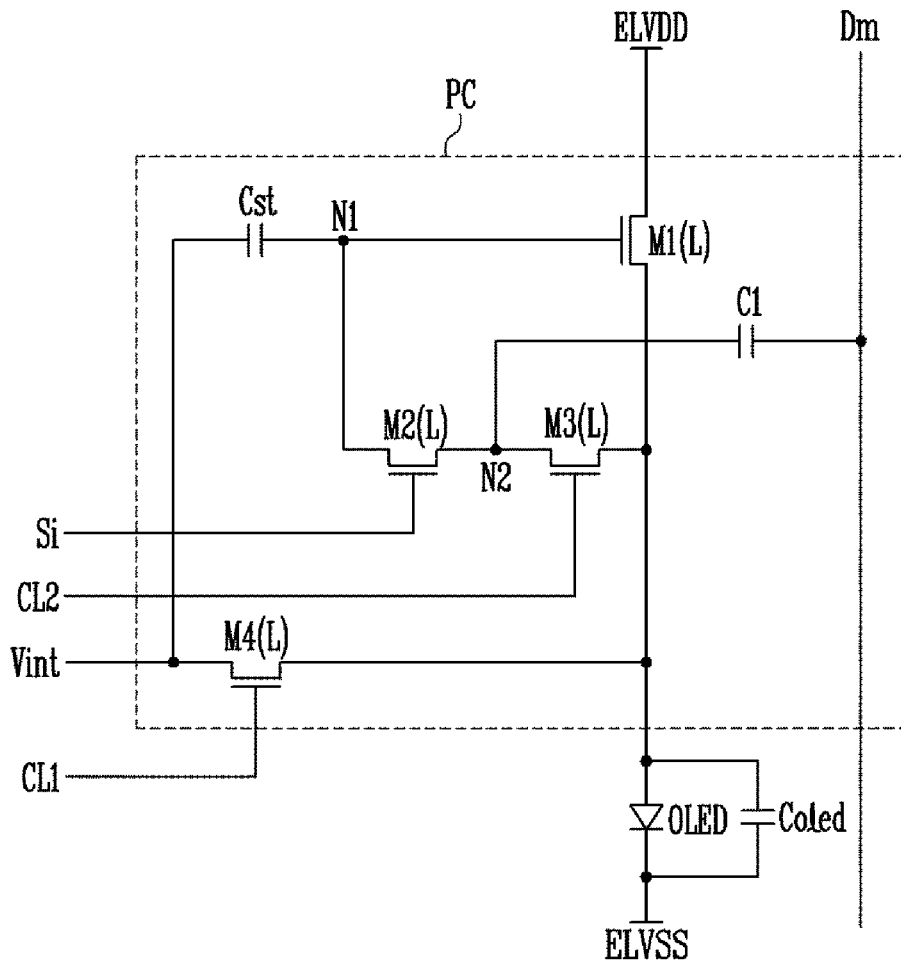 ELVDD
Dm
PC
Cst
N1
M1(L)
C1
M2(L)
M3(L)
N2
Si
CL2
M4(L)
Vint
CL1
OLED
Coled
ELVSS